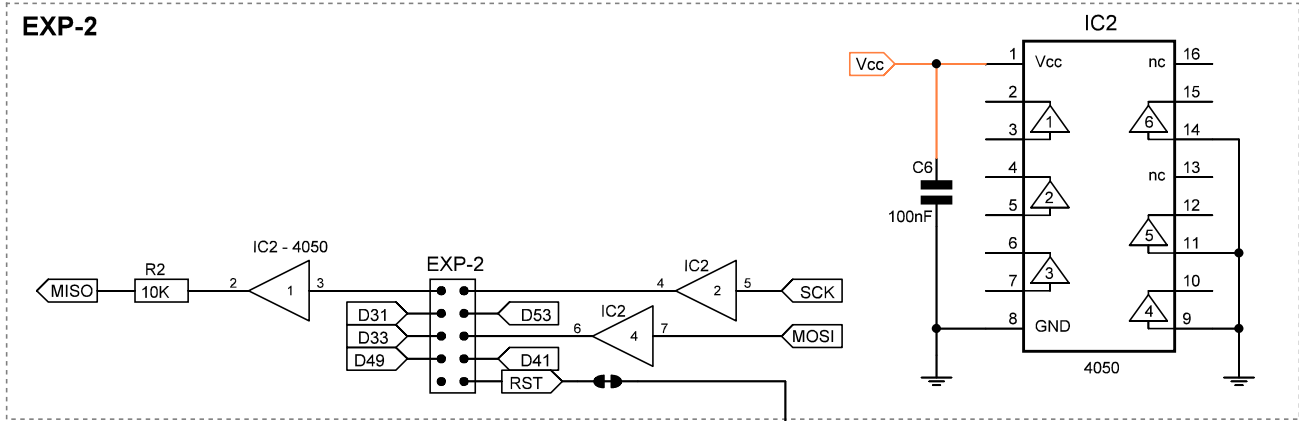 EXP-2
IC2
Vcc
1 Vcc nc 16
2 15
1 6
3 14
C6
4 nc 13
2
100nF
5 12
5
6 11
3
7 10
4
8 GND 9
4050
IC2 - 4050
EXP-2
IC2
R2
MISO 10K 2 1 3 4 2 5 SCK
D31 D53 IC2
D33 6 4 7 MOSI
D49 D41
RST